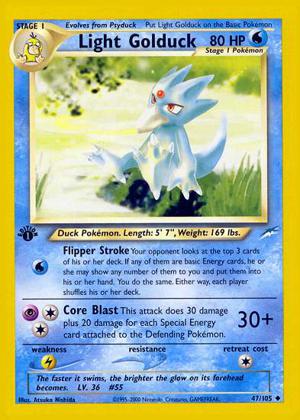 STAGE 1
Evolves from Psyduck
Put Light Golduck on the Basic Pokémon
Light Golduck 80 HP
Stage 1 Pokémon
Duck Pokémon. Length: 5' 7", Weight: 169 lbs.
EDITION
1
Flipper Stroke Your opponent looks at the top 3 cards
of his or her deck. If any of them are basic Energy cards, he or
she may show any number of them to you and put them into
his or her hand. You do the same. Either way, each player
shuffles his or her deck.
Core Blast This attack does 30 damage
plus 20 damage for each Special Energy
card attached to the Defending Pokémon.
30+
weakness
resistance
retreat cost
The faster it swims, the brighter the glow on its forehead
becomes. LV. 36 #55
Illus. Atsuko Nishida
©1995-2000 Nintendo, Creatures, GAMEFREAK.
47/105